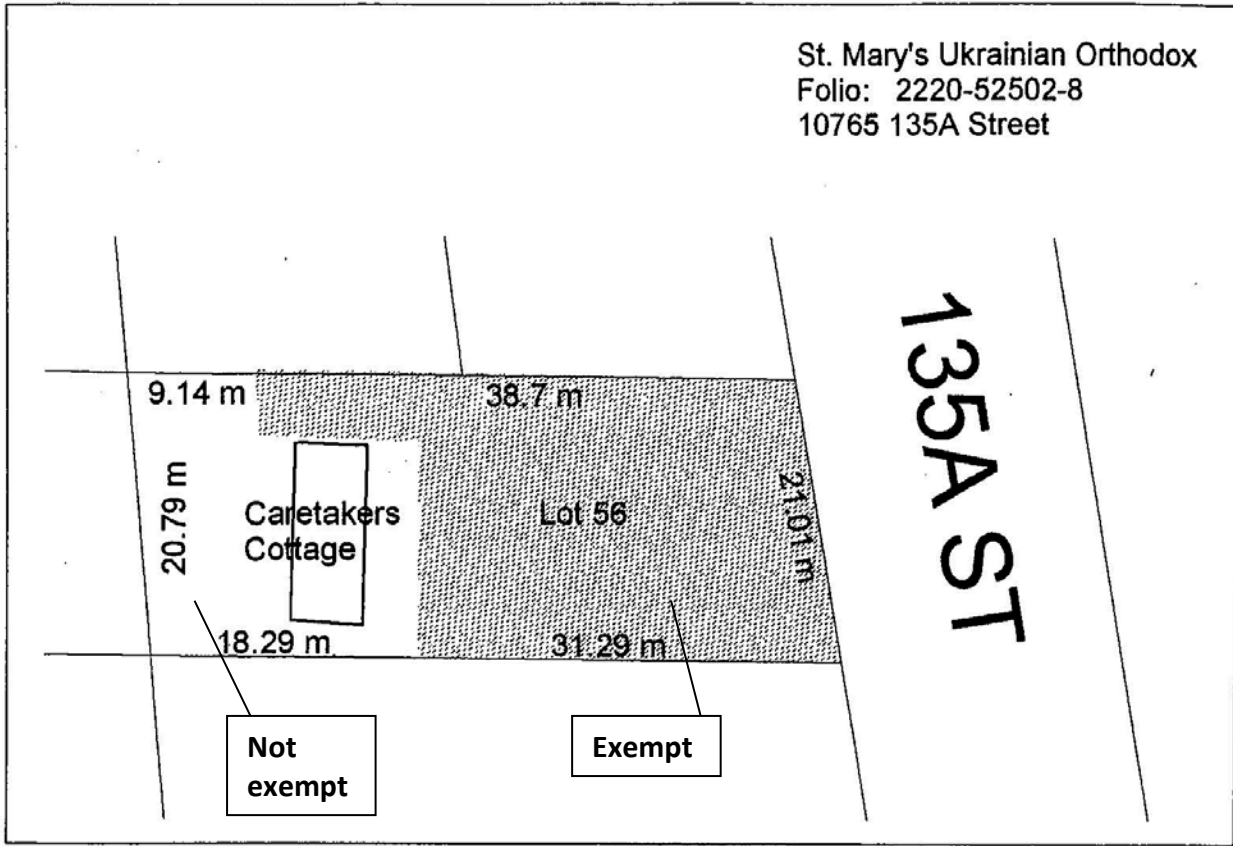 St. Mary's Ukrainian Orthodox
Folio: 2220-52502-8
10765 135A Street
135A ST
9.14 m
38.7 m
20.79 m
Caretakers
Cottage
Lot 56
21.01 m
18.29 m
31.29 m
Not
exempt
Exempt